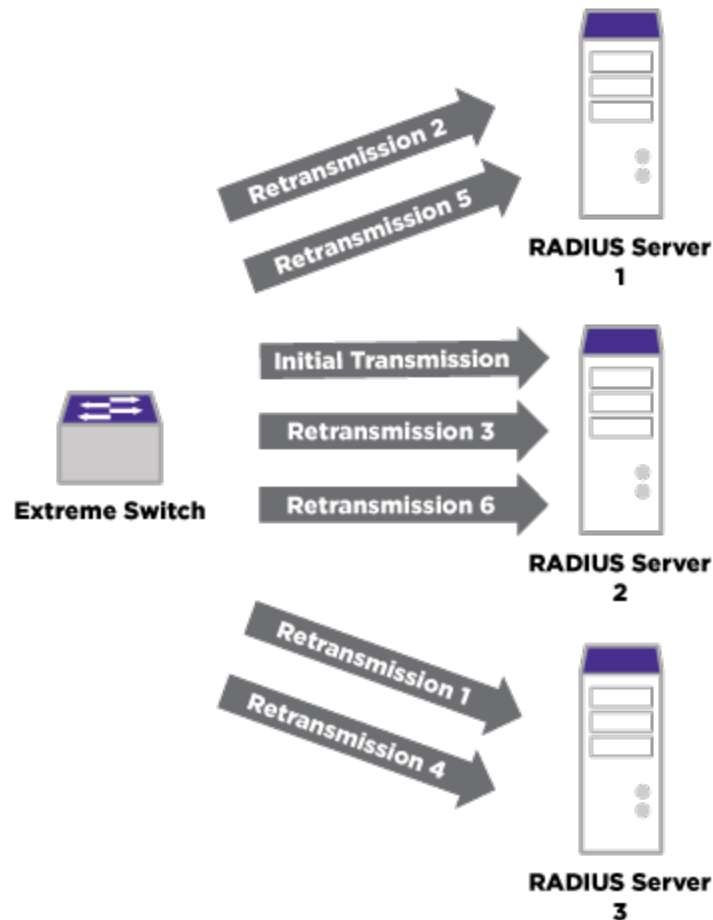 Retransmission 2
Retransmission 5
RADIUS Server
1
Initial Transmission
Retransmission 3
Retransmission 6
Extreme Switch
RADIUS Server
2
Retransmission 1
Retransmission 4
RADIUS Server
3